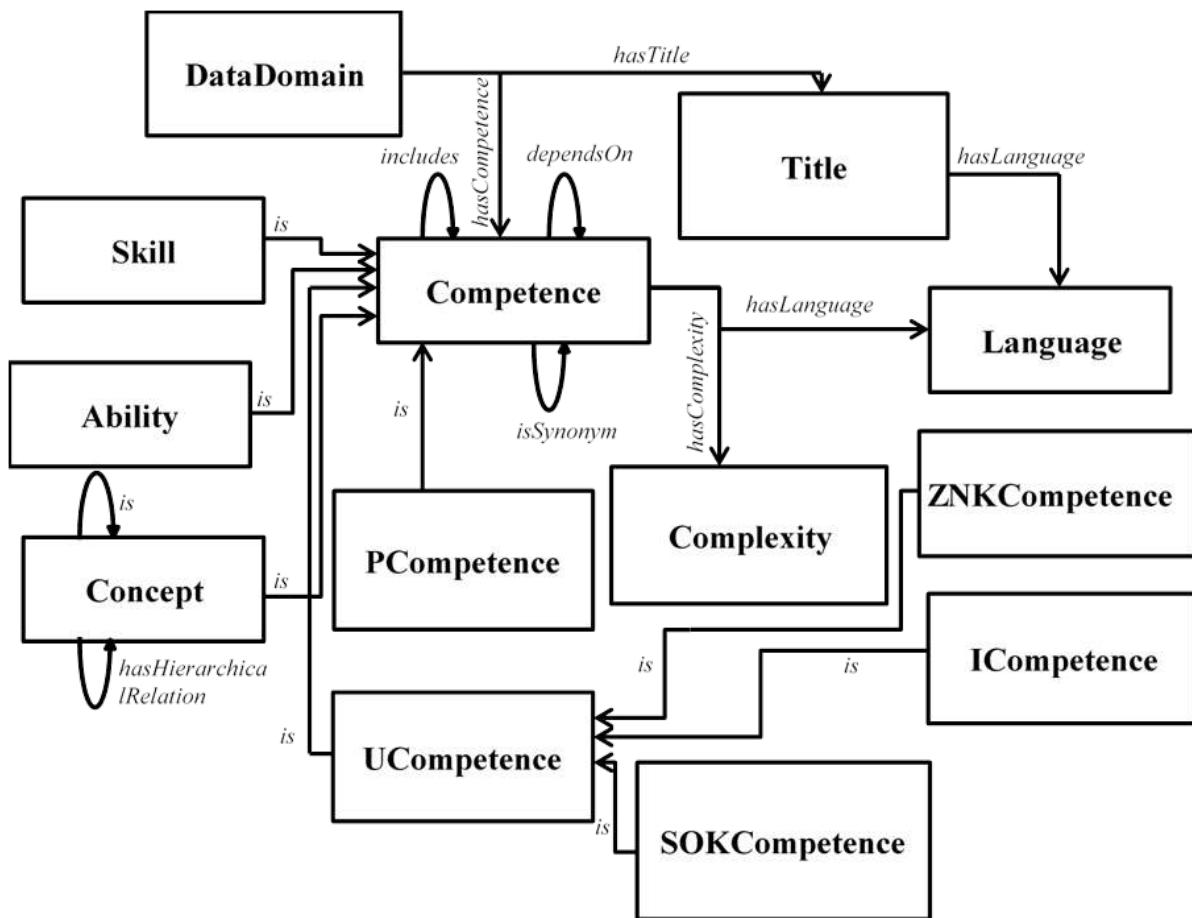 DataDomain
hasTitle
hasCompetence
Title
hasLanguage
includes
dependsOn
Skill
is
Competence
hasLanguage
Language
hasComplexity
Ability
is
is
isSynonym
is
Concept
is
hasHierarchica
lRelation
PCompetence
Complexity
ZNKCompetence
ICompetence
is
is
is
UCompetence
is
SOKCompetence